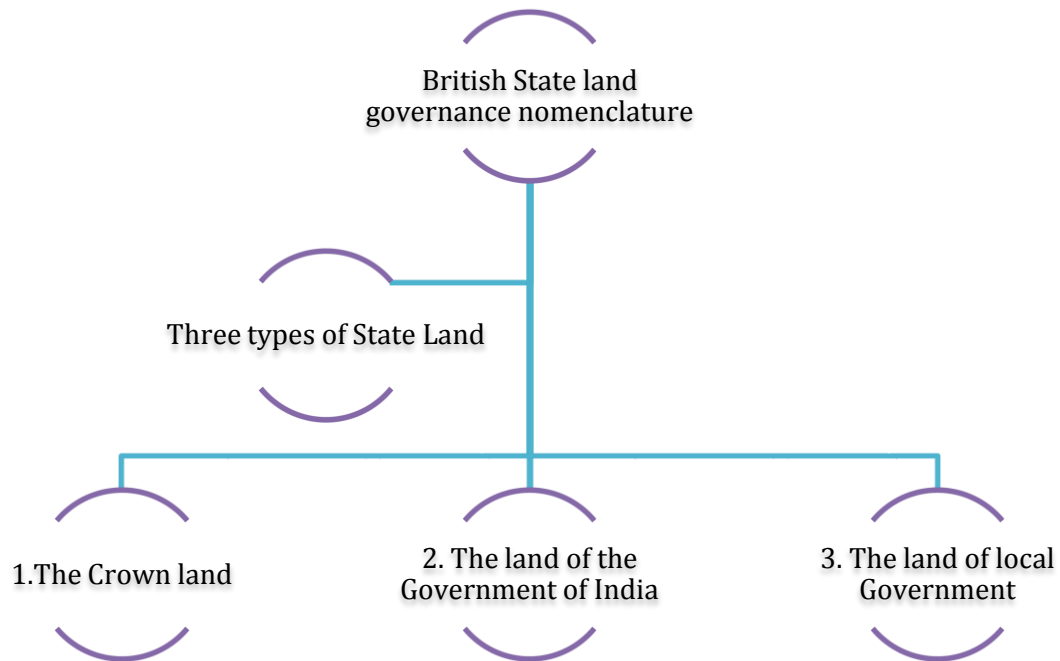 British State land
governance nomenclature
Three types of State Land
1.The Crown land
2. The land of the
Government of India
3. The land of local
Government